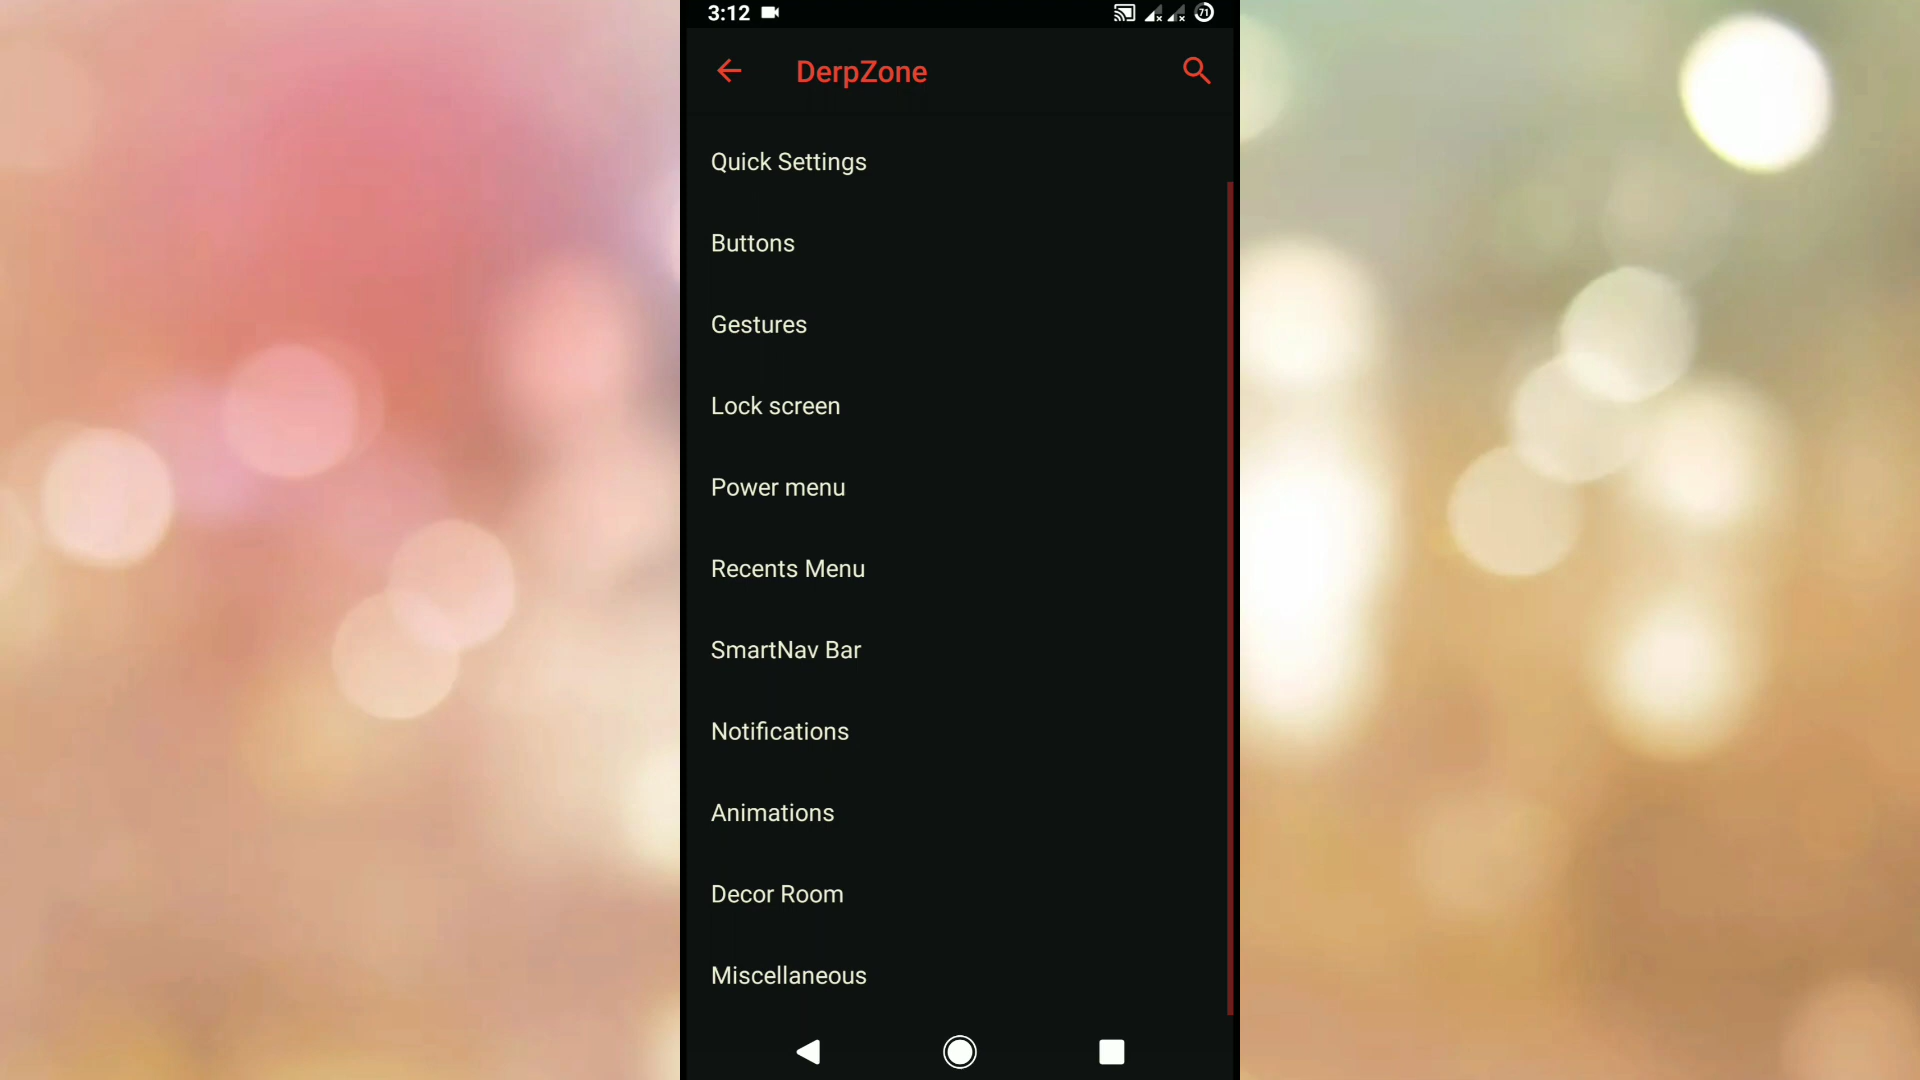 3:12
71
DerpZone
Quick Settings
Buttons
Gestures
Lock screen
Power menu
Recents Menu
SmartNav Bar
Notifications
Animations
Decor Room
Miscellaneous